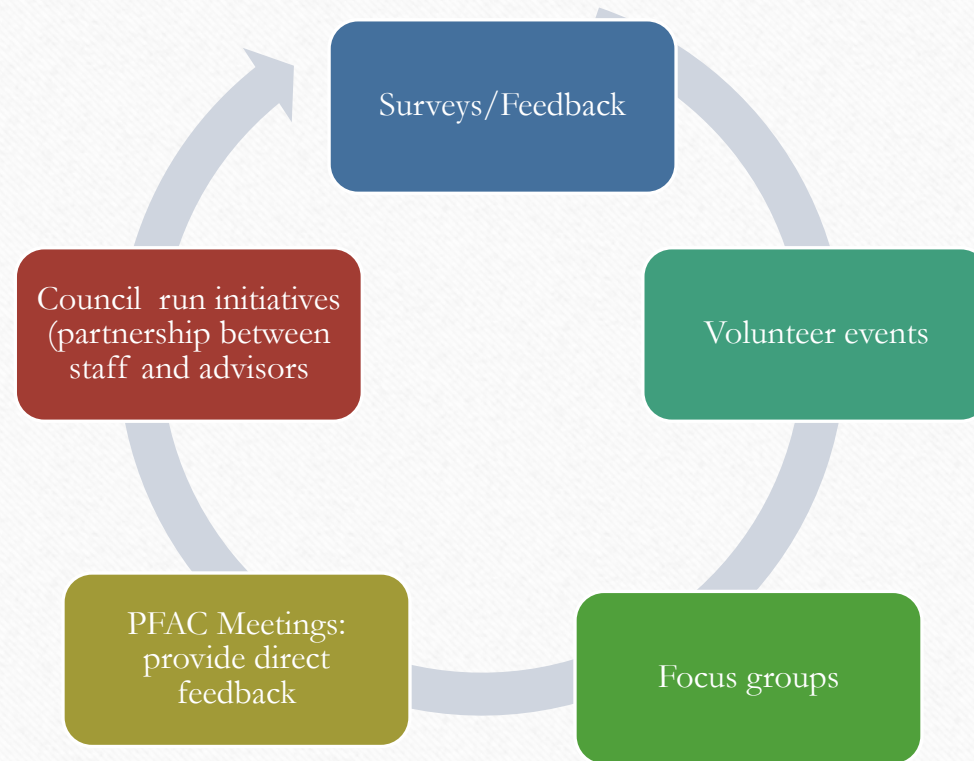 Surveys/Feedback
Volunteer events
Focus groups
PFAC Meetings:
provide direct
feedback
Council  run initiatives
(partnership between
staff and advisors